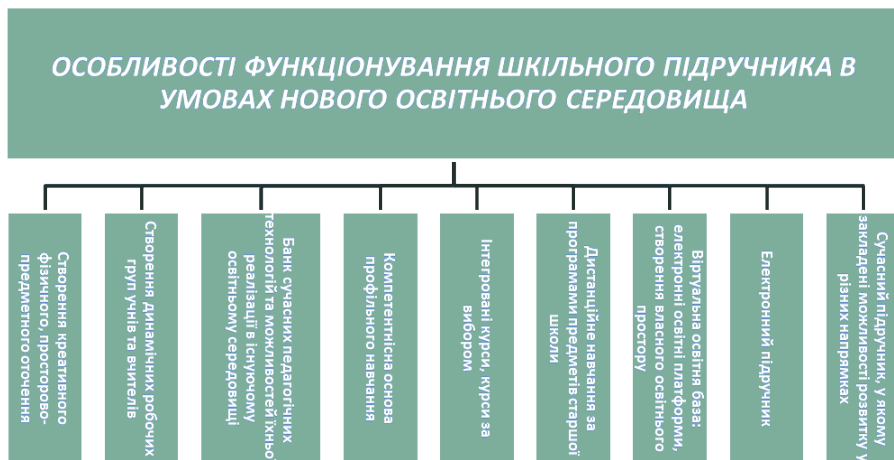 ОСОБЛИВОСТІ ФУНКЦІОНУВАННЯ ШКІЛЬНОГО ПІДРУЧНИКА В
УМОВАХ НОВОГО ОСВІТНЬОГО СЕРЕДОВИЩА
Створення креативного
фізичного, просторово-
предметного оточення
Створення динамічних робочих
груп учнів та вчителів
Банк сучасних педагогічних
технологій та можливостей їхньої
реалізації в існуючому
освітньому середовищі
Компетентнісна основа
профільного навчання
Інтегровані курси, курси за
вибором
Дистанційне навчання за
програмами предметів старшої
школи
Віртуальна освітня база:
електронні освітні платформи,
створення власного освітнього
простору
Електронний підручник
Сучасний підручник, у якому
закладені можливості розвитку у
різних напрямках